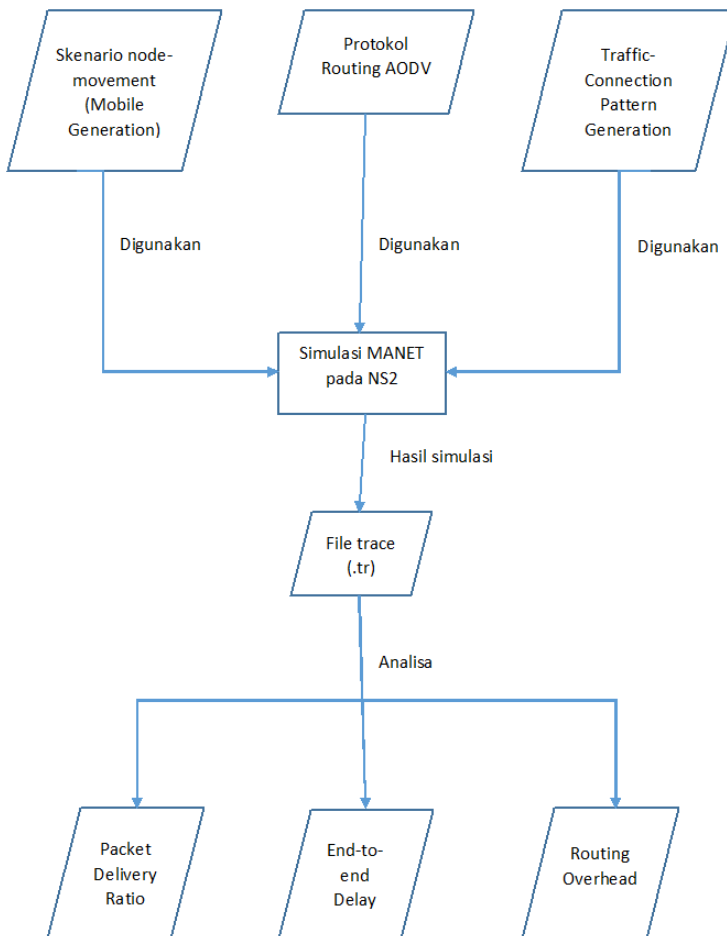 Skenario node-
movement
(Mobile
Generation)
Protokol
Routing AODV
Traffic-
Connection
Pattern
Generation
Digunakan
Digunakan
Digunakan
Simulasi MANET
pada NS2
Hasil simulasi
File trace
(.tr)
Analisa
Packet
Delivery
Ratio
End-to-
end
Delay
Routing
Overhead